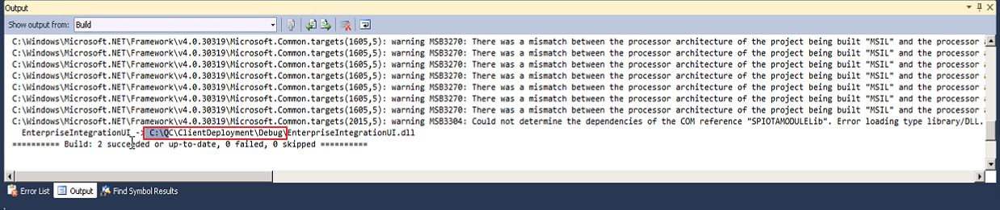 Output
Show output from: Build
C:\Windows\Microsoft.NET\Framework\v4.0.30319\Microsoft.Common.targets(1605,5): warning MSB3270: There was a mismatch between the processor architecture of the project being built "MSIL" and the processor
C:\Windows\Microsoft.NET\Framework\v4.0.30319\Microsoft.Common.targets(1605,5): warning MSB3270: There was a mismatch between the processor architecture of the project being built "MSIL" and the processor
C:\Windows\Microsoft.NET\Framework\v4.0.30319\Microsoft.Common.targets(1605,5): warning MSB3270: There was a mismatch between the processor architecture of the project being built "MSIL" and the processor
C:\Windows\Microsoft.NET\Framework\v4.0.30319\Microsoft.Common.targets(1605,5): warning MSB3270: There was a mismatch between the processor architecture of the project being built "MSIL" and the processor
C:\Windows\Microsoft.NET\Framework\v4.0.30319\Microsoft.Common.targets(1605,5): warning MSB3270: There was a mismatch between the processor architecture of the project being built "MSIL" and the processor
C:\Windows\Microsoft.NET\Framework\v4.0.30319\Microsoft.Common.targets(1605,5): warning MSB3270: There was a mismatch between the processor architecture of the project being built "MSIL" and the processor
C:\Windows\Microsoft.NET\Framework\v4.0.30319\Microsoft.Common.targets(1605,5): warning MSB3270: There was a mismatch between the processor architecture of the project being built "MSIL" and the processor
C:\Windows\Microsoft.NET\Framework\v4.0.30319\Microsoft.Common.targets(2015,5): warning MSB3304: Could not determine the dependencies of the COM reference "SPIOTAMODULELib". Error loading type library/DLL.
EnterpriseIntegrationUI -> C:\QC\ClientDeployment\Debug\EnterpriseIntegrationUI.dll
========== Build: 2 succeeded or up-to-date, 0 failed, 0 skipped ==========
Error List Output Find Symbol Results